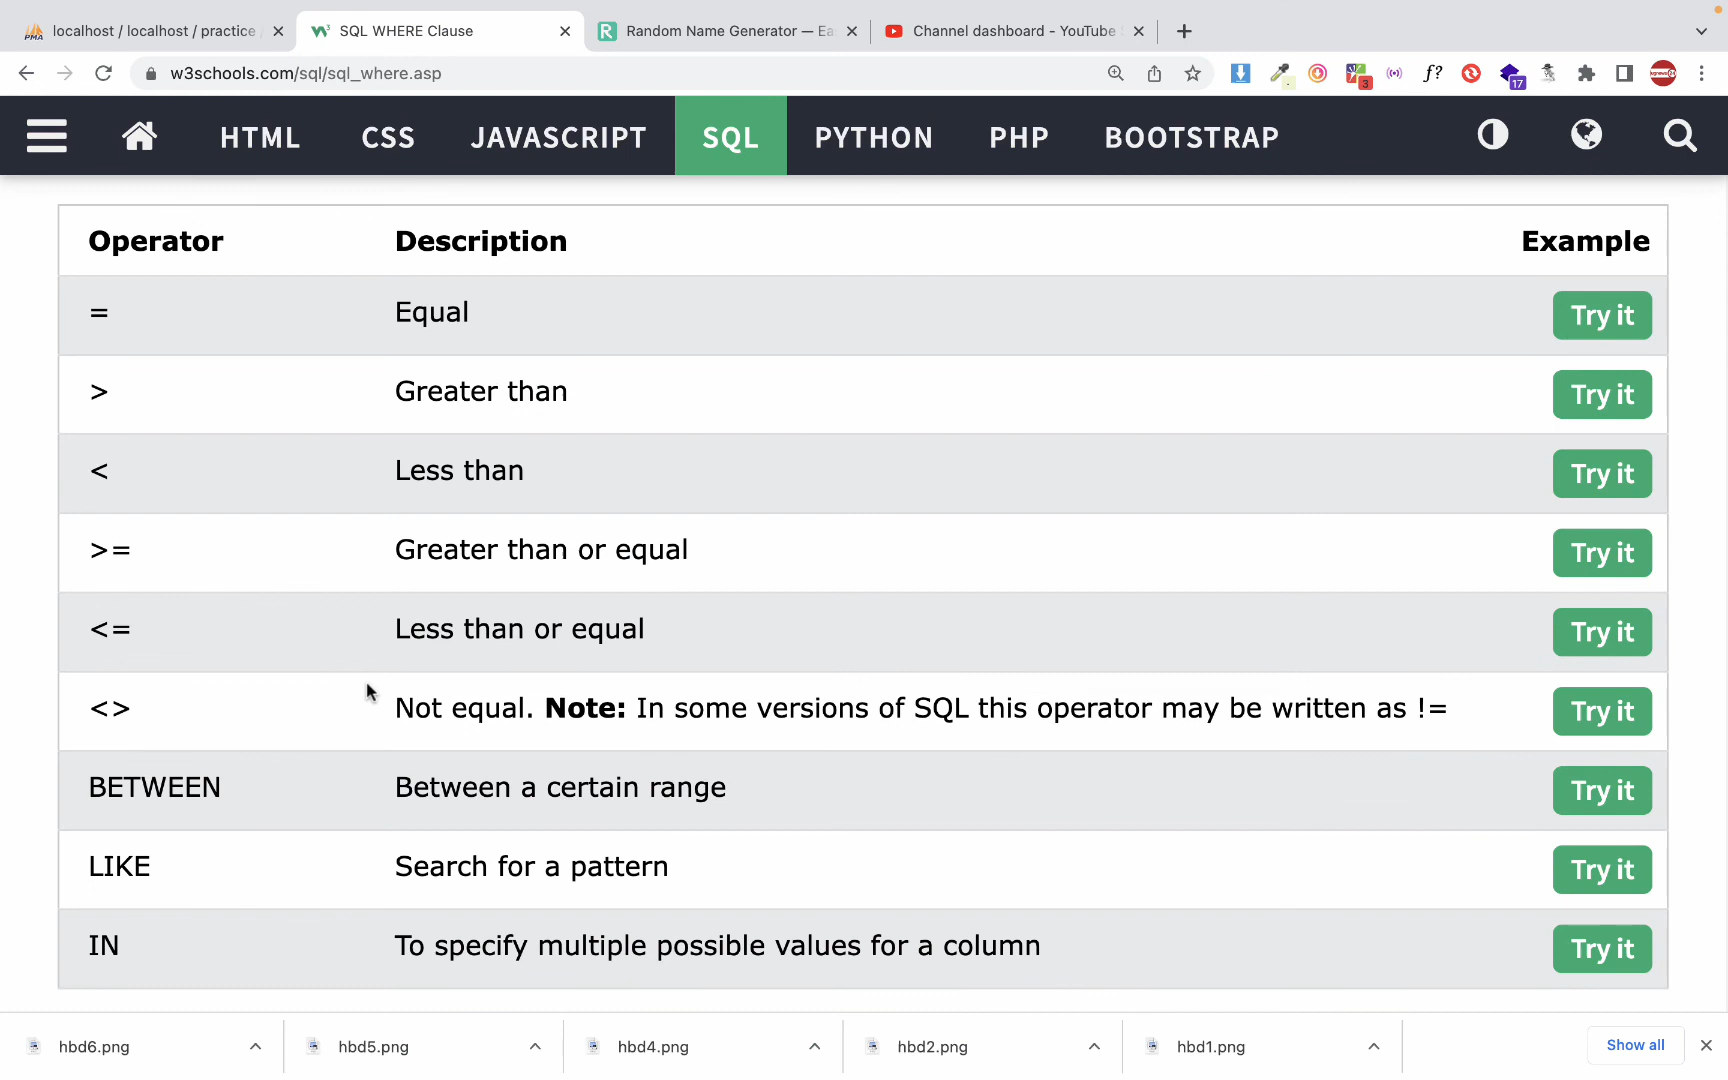 localhost / localhost / practice
SQL WHERE Clause
Random Name Generator — Ea
Channel dashboard - YouTube
w3schools.com/sql/sql_where.asp
f?
3
17
HTML
CSS
JAVASCRIPT
SQL
PYTHON
PHP
BOOTSTRAP
Operator Description Example
= Equal Try it
> Greater than Try it
< Less than Try it
>= Greater than or equal Try it
<= Less than or equal Try it
<> Not equal. Note: In some versions of SQL this operator may be written as != Try it
BETWEEN Between a certain range Try it
LIKE Search for a pattern Try it
IN To specify multiple possible values for a column Try it
hbd6.png
hbd5.png
hbd4.png
hbd2.png
hbd1.png
Show all